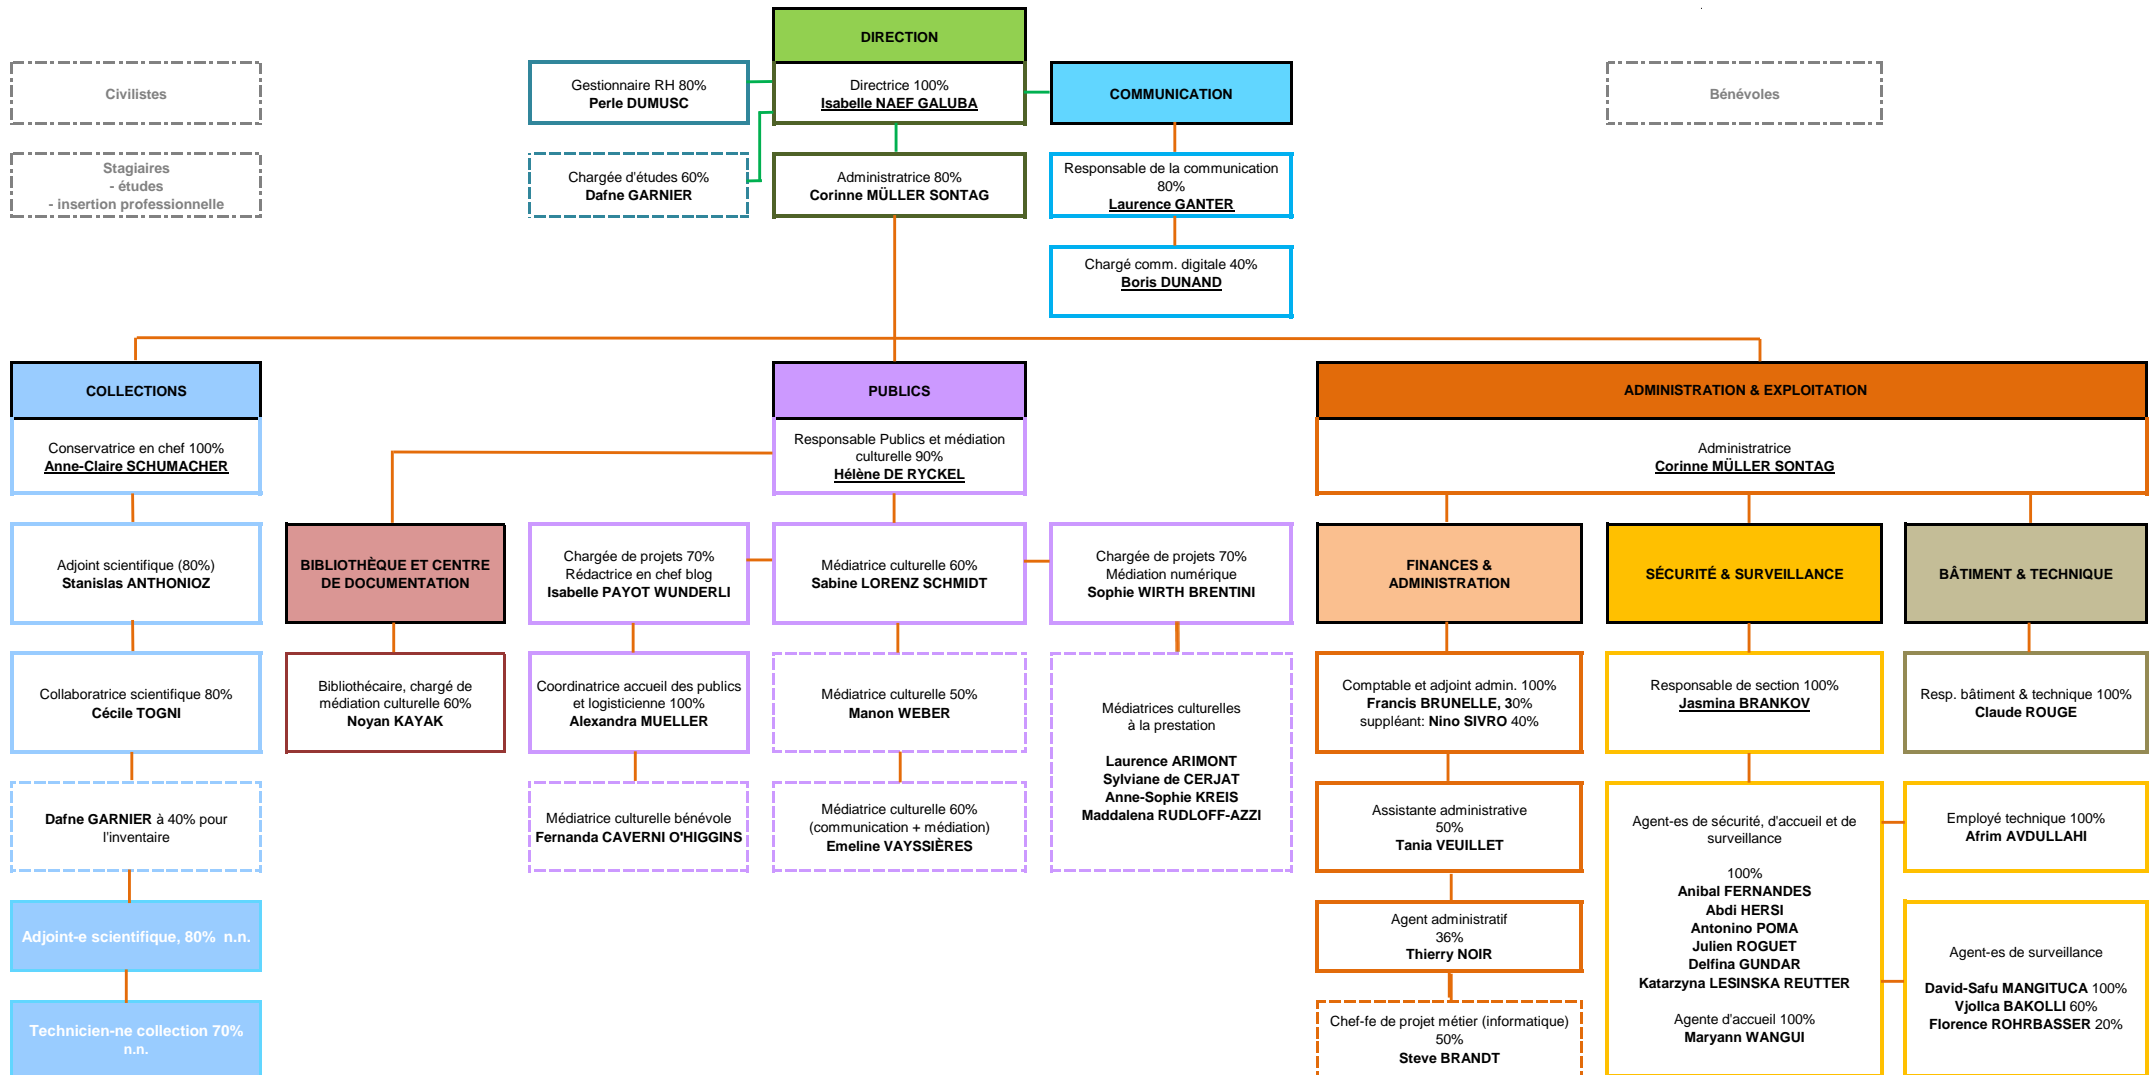 DIRECTION
Civilistes
Gestionnaire RH 80%
Perle DUMUSC
Directrice 100%
Isabelle NAEF GALUBA
COMMUNICATION
Bénévoles
Stagiaires
- études
- insertion professionnelle
Chargée d'études 60%
Dafne GARNIER
Administratrice 80%
Corinne MÜLLER SONTAG
Responsable de la communication
80%
Laurence GANTER
Chargé comm. digitale 40%
Boris DUNAND
COLLECTIONS
PUBLICS
ADMINISTRATION & EXPLOITATION
Conservatrice en chef 100%
Anne-Claire SCHUMACHER
Responsable Publics et médiation
culturelle 90%
Hélène DE RYCKEL
Administratrice
Corinne MÜLLER SONTAG
Adjoint scientifique (80%)
Stanislas ANTHONIOZ
BIBLIOTHÈQUE ET CENTRE
DE DOCUMENTATION
Chargée de projets 70%
Rédactrice en chef blog
Isabelle PAYOT WUNDERLI
Médiatrice culturelle 60%
Sabine LORENZ SCHMIDT
Chargée de projets 70%
Médiation numérique
Sophie WIRTH BRENTINI
FINANCES &
ADMINISTRATION
SÉCURITÉ & SURVEILLANCE
BÂTIMENT & TECHNIQUE
Collaboratrice scientifique 80%
Cécile TOGNI
Bibliothécaire, chargé de
médiation culturelle 60%
Noyan KAYAK
Coordinatrice accueil des publics
et logisticienne 100%
Alexandra MUELLER
Médiatrice culturelle 50%
Manon WEBER
Médiatrices culturelles
à la prestation
Laurence ARIMONT
Sylviane de CERJAT
Anne-Sophie KREIS
Maddalena RUDLOFF-AZZI
Comptable et adjoint admin. 100%
Francis BRUNELLE, 30%
suppléant: Nino SIVRO 40%
Responsable de section 100%
Jasmina BRANKOV
Resp. bâtiment & technique 100%
Claude ROUGE
Dafne GARNIER à 40% pour
l'inventaire
Médiatrice culturelle bénévole
Fernanda CAVERNI O'HIGGINS
Médiatrice culturelle 60%
(communication + médiation)
Emeline VAYSSIÈRES
Assistante administrative
50%
Tania VEUILLET
Agent-es de sécurité, d'accueil et de
surveillance
100%
Anibal FERNANDES
Abdi HERSI
Antonino POMA
Julien ROGUET
Delfina GUNDAR
Katarzyna LESINSKA REUTTER
Agente d'accueil 100%
Maryann WANGUI
Employé technique 100%
Afrim AVDULLAHI
Adjoint-e scientifique, 80% n.n.
Agent administratif
36%
Thierry NOIR
Agent-es de surveillance
David-Safu MANGITUCA 100%
Vjollca BAKOLLI 60%
Florence ROHRBASSER 20%
Technicien-ne collection 70%
n.n.
Chef-fe de projet métier (informatique)
50%
Steve BRANDT